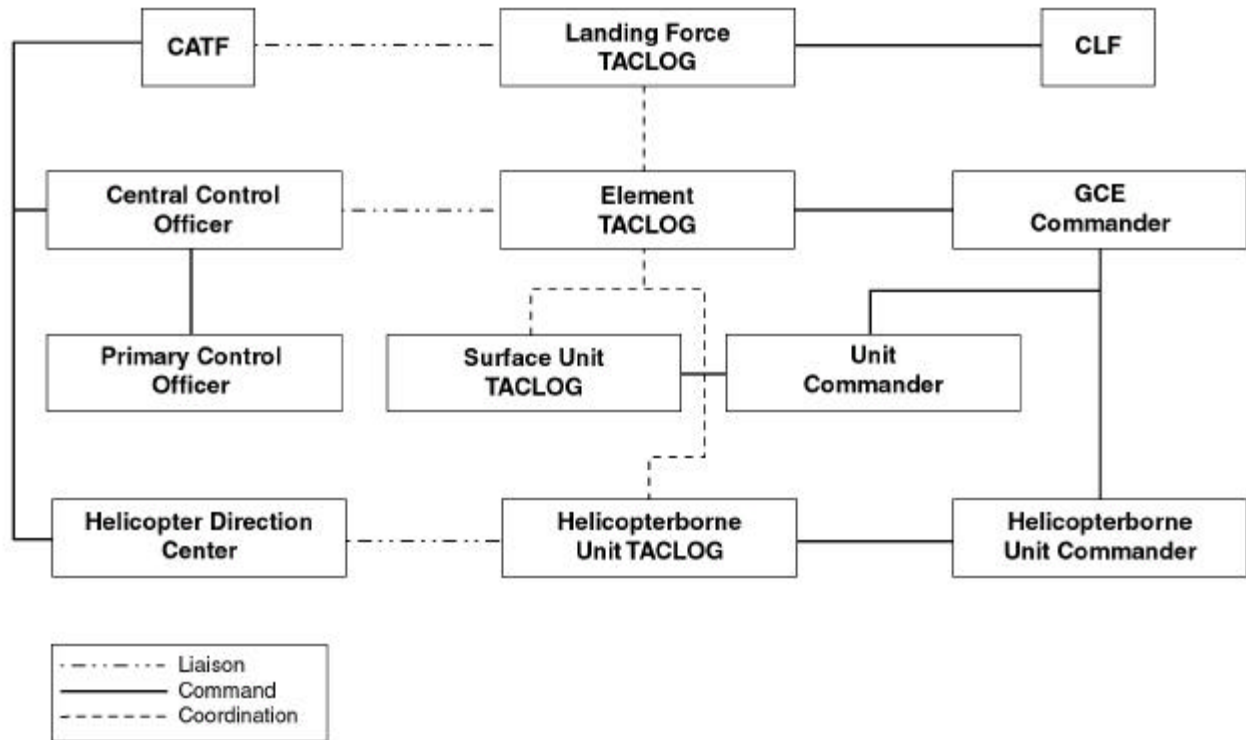 CATF
Landing Force
TACLOG
CLF
Central Control
Officer
Element
TACLOG
GCE
Commander
Primary Control
Officer
Surface Unit
TACLOG
Unit
Commander
Helicopter Direction
Center
Helicopterborne
Unit TACLOG
Helicopterborne
Unit Commander
Liaison
Command
Coordination